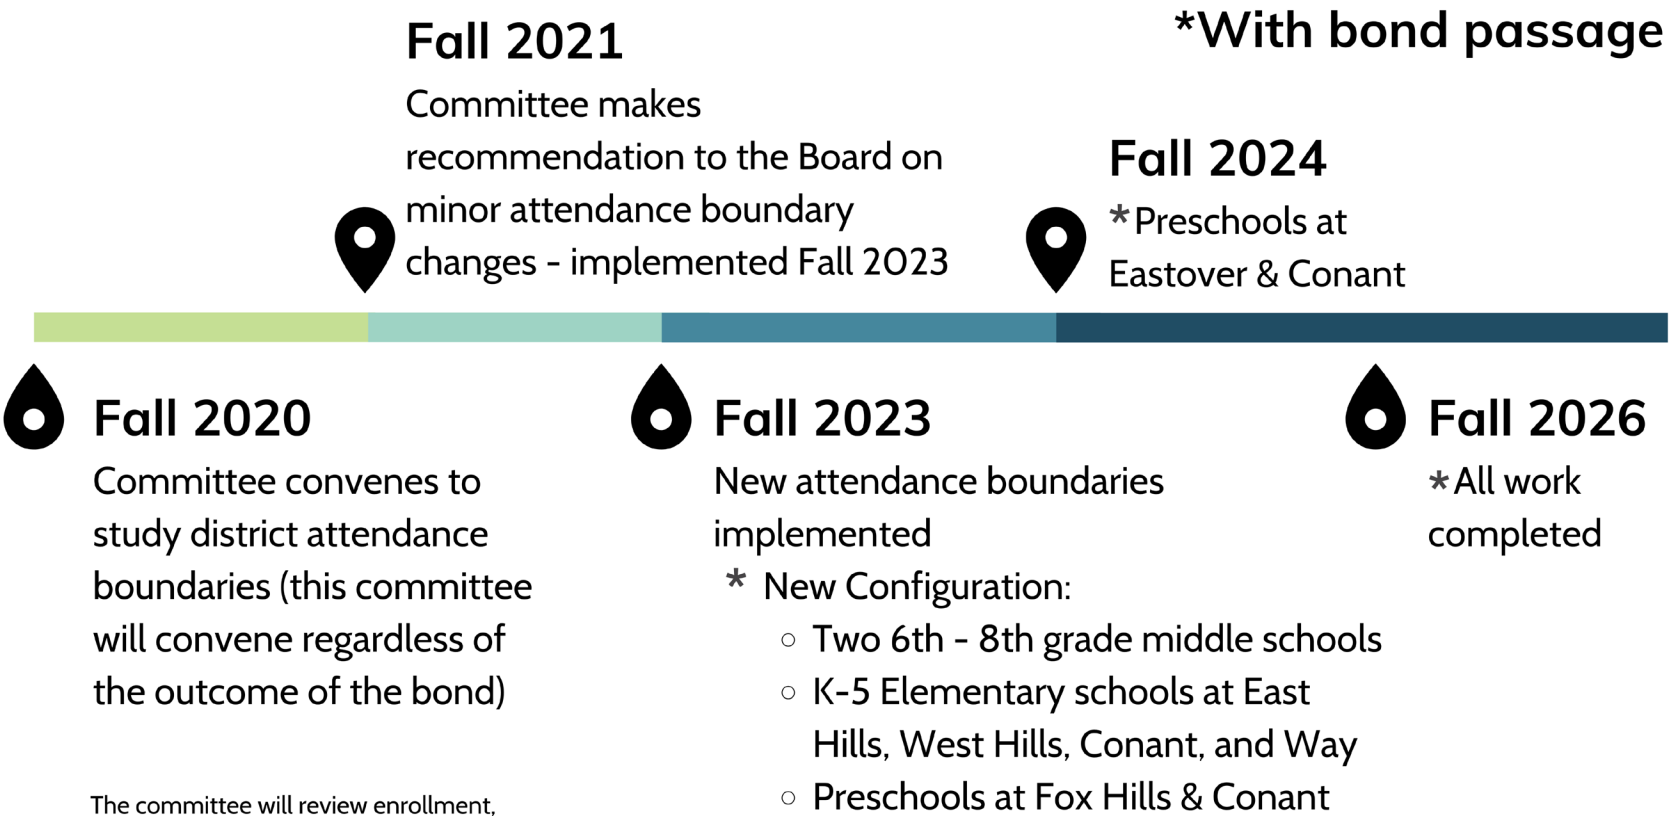 *With bond passage
Fall 2021
Committee makes
recommendation to the Board on
minor attendance boundary
changes - implemented Fall 2023
Fall 2024
*Preschools at
Eastover & Conant
Fall 2020
Committee convenes to
study district attendance
boundaries (this committee
will convene regardless of
the outcome of the bond)
The committee will review enrollment,
Fall 2023
New attendance boundaries
implemented
* New Configuration:
○ Two 6th - 8th grade middle schools
○ K-5 Elementary schools at East
Hills, West Hills, Conant, and Way
○ Preschools at Fox Hills & Conant
Fall 2026
*All work
completed